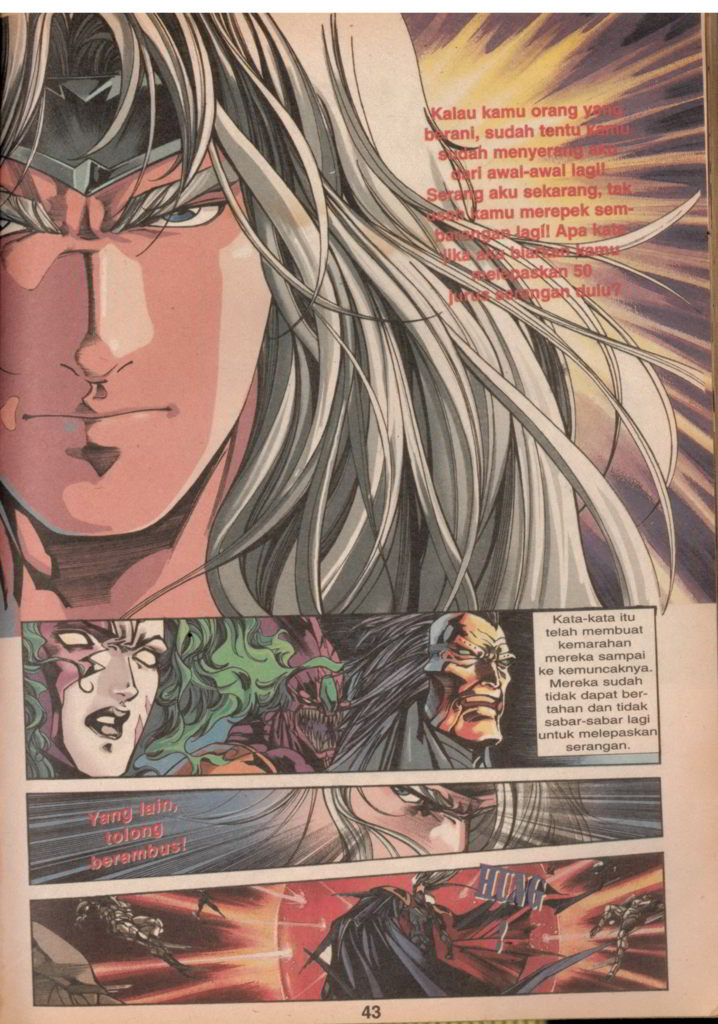 Kalau kamu orang yang
berani, sudah tentu kamu
sudah menyerang aku
dari awal-awal lagi!
Serang aku sekarang, tak
usah kamu merepek sem-
barangan lagi! Apa kata
jika aku biarkan kamu
melepaskan 50
jurus serangan dulu?
Kata-kata itu
telah membuat
kemarahan
mereka sampai
ke kemuncaknya.
Mereka sudah
tidak dapat ber-
tahan dan tidak
sabar-sabar lagi
untuk melepaskan
serangan.
Yang lain,
tolong
berambus!
HUNG
43